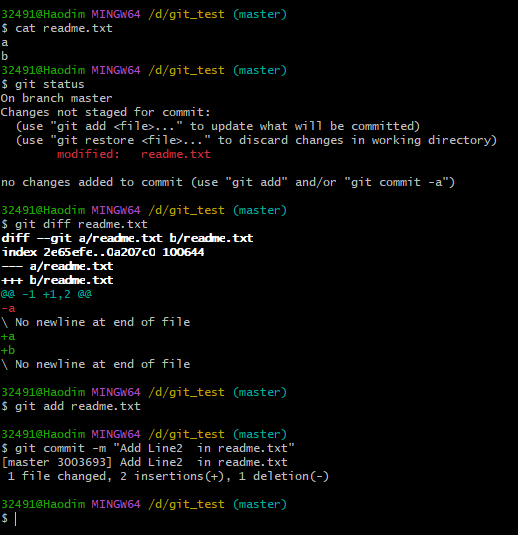 32491@Haodim MINGW64 /d/git_test (master)
$ cat readme.txt
a
b
32491@Haodim MINGW64 /d/git_test (master)
$ git status
On branch master
Changes not staged for commit:
  (use "git add <file>..." to update what will be committed)
  (use "git restore <file>..." to discard changes in working directory)
        modified:   readme.txt

no changes added to commit (use "git add" and/or "git commit -a")

32491@Haodim MINGW64 /d/git_test (master)
$ git diff readme.txt
diff --git a/readme.txt b/readme.txt
index 2e65efe..0a207c0 100644
--- a/readme.txt
+++ b/readme.txt
@@ -1 +1,2 @@
-a
\ No newline at end of file
+a
+b
\ No newline at end of file

32491@Haodim MINGW64 /d/git_test (master)
$ git add readme.txt

32491@Haodim MINGW64 /d/git_test (master)
$ git commit -m "Add Line2  in readme.txt"
[master 3003693] Add Line2  in readme.txt
 1 file changed, 2 insertions(+), 1 deletion(-)

32491@Haodim MINGW64 /d/git_test (master)
$